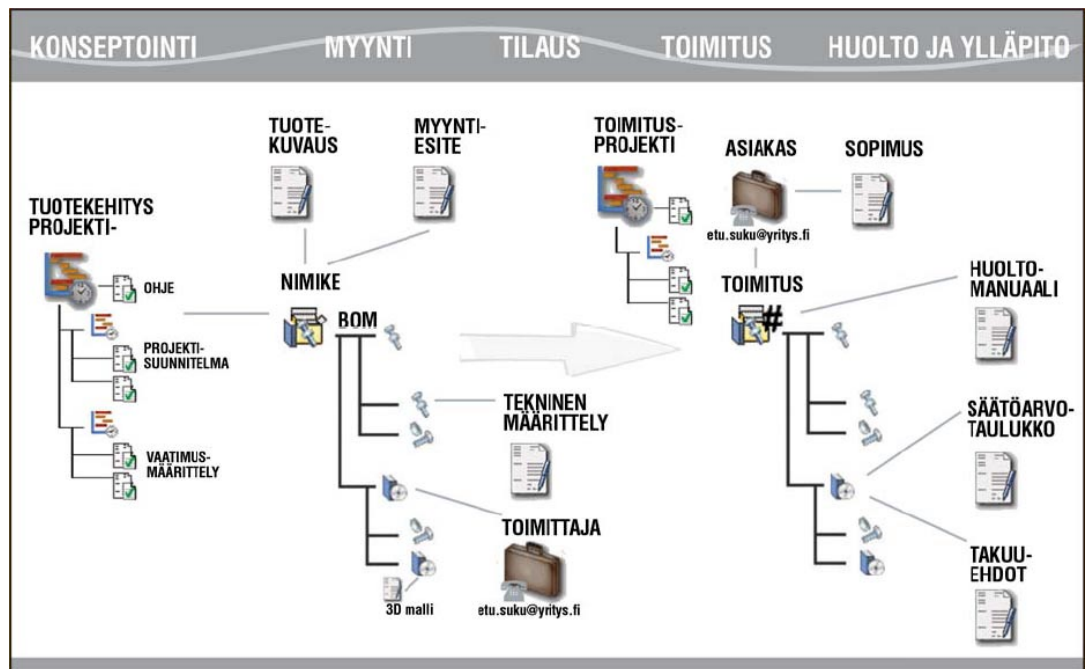 KONSEPTOINTI
MYYNTI
TILAUS
TOIMITUS
HUOLTO JA YLLÄPITO
TUOTEKEHITYS
PROJEKTI-
OHJE
PROJEKTI-
SUUNNITELMA
VAATIMUS-
MÄÄRITTELY
TUOTE-
KUVAUS
MYYNTI-
ESITE
NIMIKE
BOM
TEKNINEN
MÄÄRITTELY
TOIMITTAJA
etu.suku@yritys.fi
3D malli
TOIMITUS-
PROJEKTI
ASIAKAS
etu.suku@yritys.fi
SOPIMUS
TOIMITUS
#
HUOLTO-
MANUAALI
SÄÄTÖARVO-
TAULUKKO
TAKUU-
EHDOT